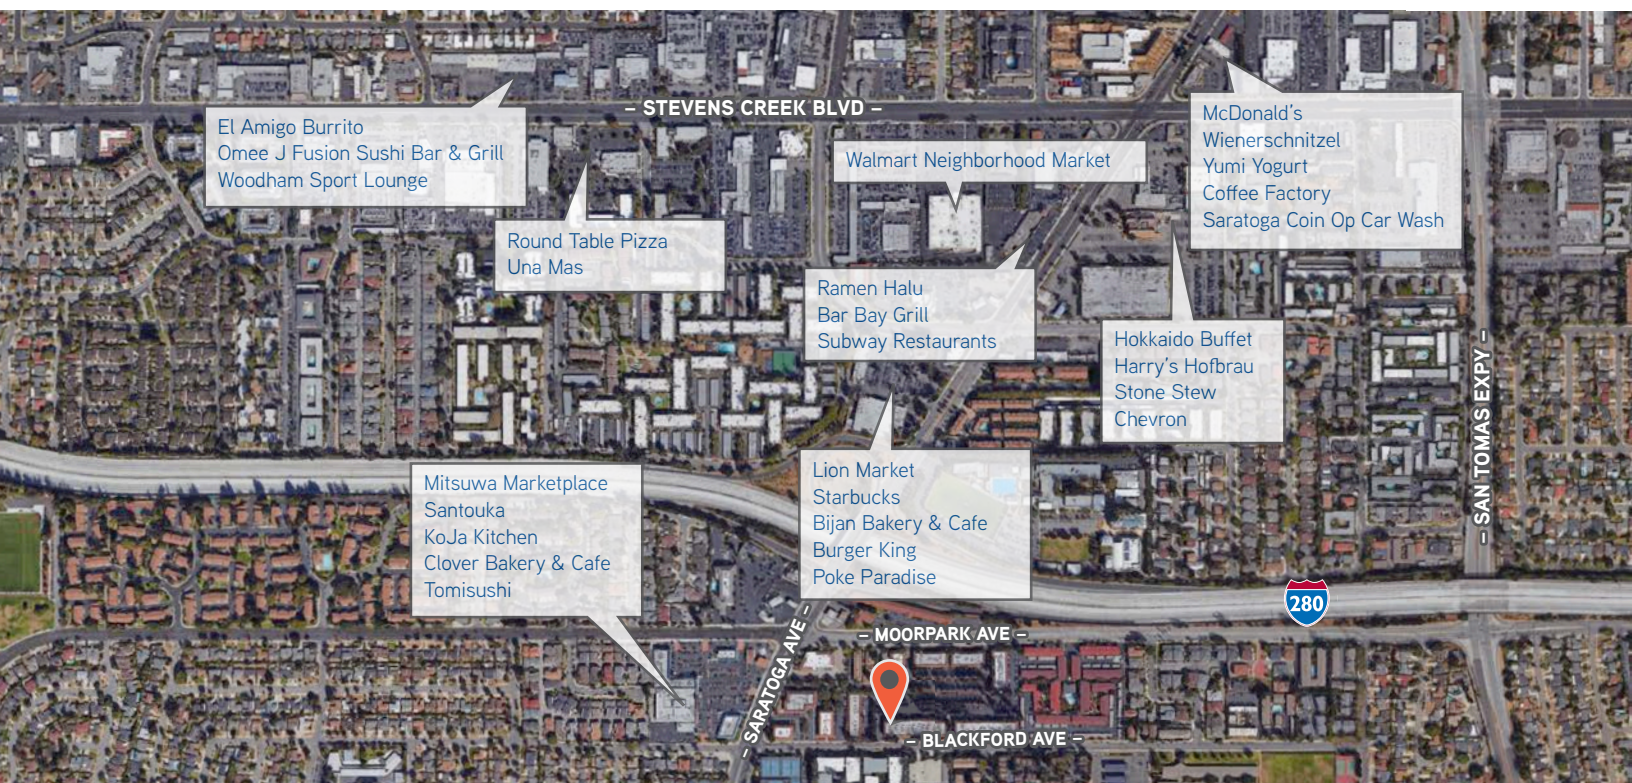 – STEVENS CREEK BLVD –
El Amigo Burrito
Omee J Fusion Sushi Bar & Grill
Woodham Sport Lounge
Round Table Pizza
Una Mas
Walmart Neighborhood Market
McDonald's
Wienerschnitzel
Yumi Yogurt
Coffee Factory
Saratoga Coin Op Car Wash
Ramen Halu
Bar Bay Grill
Subway Restaurants
Hokkaido Buffet
Harry's Hofbrau
Stone Stew
Chevron
– SAN TOMAS EXPY –
Mitsuwa Marketplace
Santouka
KoJa Kitchen
Clover Bakery & Cafe
Tomisushi
Lion Market
Starbucks
Bijan Bakery & Cafe
Burger King
Poke Paradise
280
– MOORPARK AVE –
– SARATOGA AVE –
– BLACKFORD AVE –